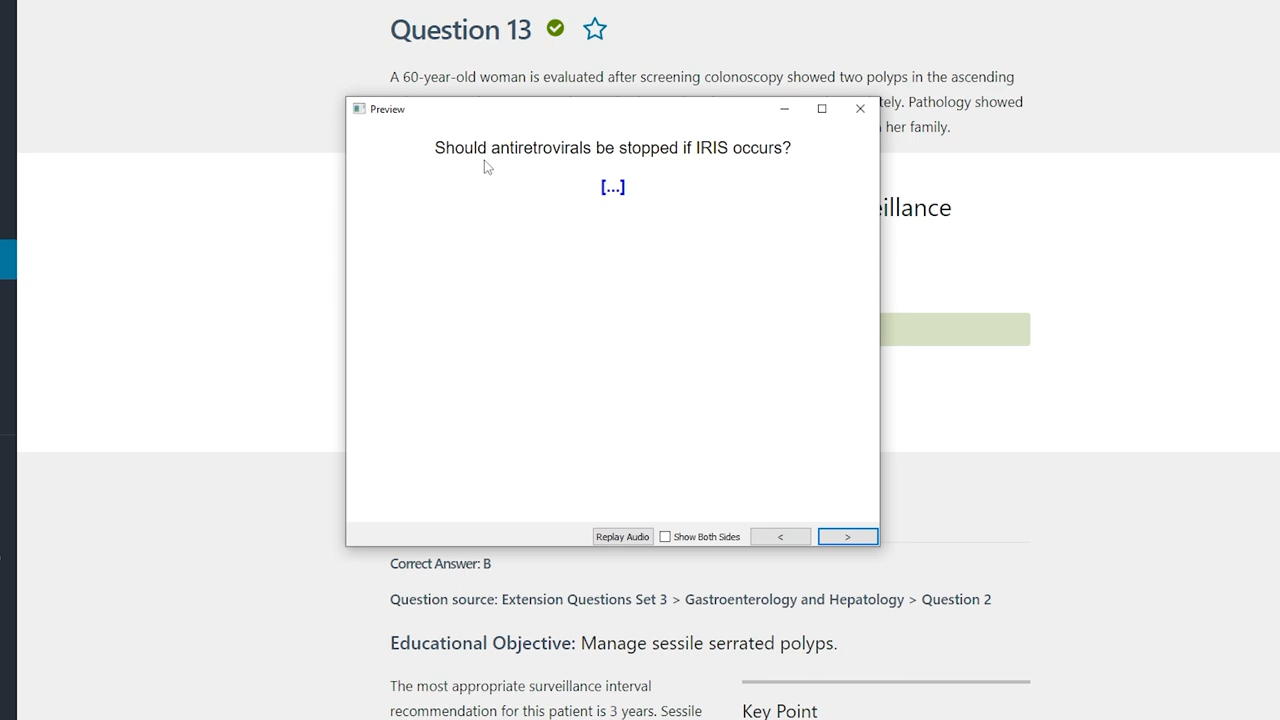 Question 13
A 60-year-old woman is evaluated after screening colonoscopy showed two polyps in the ascending
tely. Pathology showed
her family.
Preview
Should antiretrovirals be stopped if IRIS occurs?
[...]
eillance
Replay Audio
Show Both Sides
<
>
Correct Answer: B
Question source: Extension Questions Set 3 > Gastroenterology and Hepatology > Question 2
Educational Objective: Manage sessile serrated polyps.
The most appropriate surveillance interval
recommendation for this patient is 3 years. Sessile
Key Point